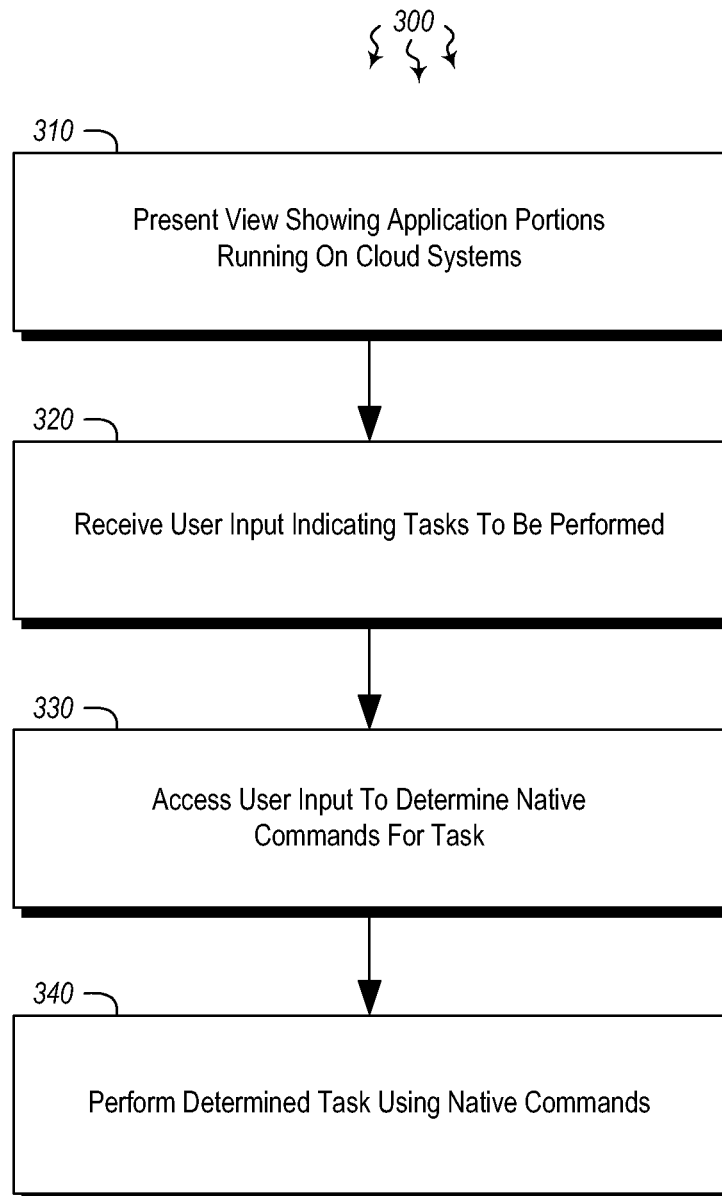 300
310
Present View Showing Application Portions
Running On Cloud Systems
320
Receive User Input Indicating Tasks To Be Performed
330
Access User Input To Determine Native
Commands For Task
340
Perform Determined Task Using Native Commands